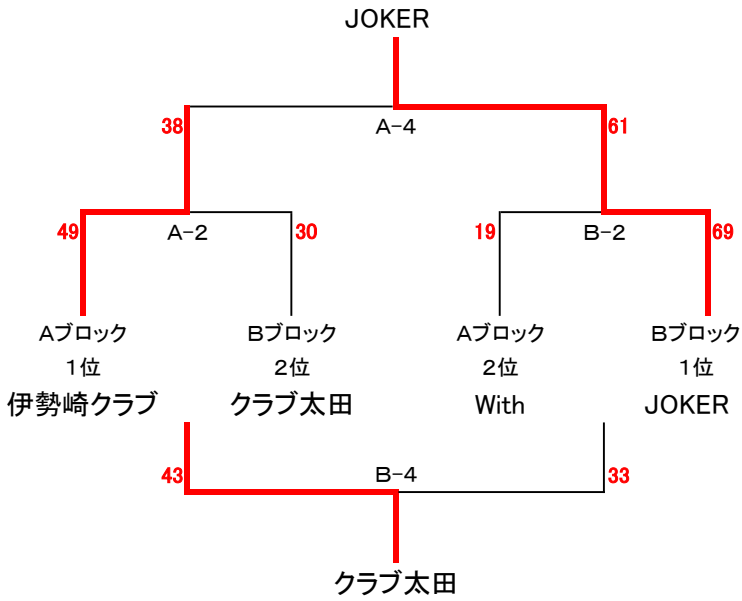 JOKER
38 A-4 61
49 A-2 30 19 B-2 69
Aブロック Bブロック Aブロック Bブロック
1位 2位 2位 1位
伊勢崎クラブ クラブ太田 With JOKER
43 B-4 33
クラブ太田